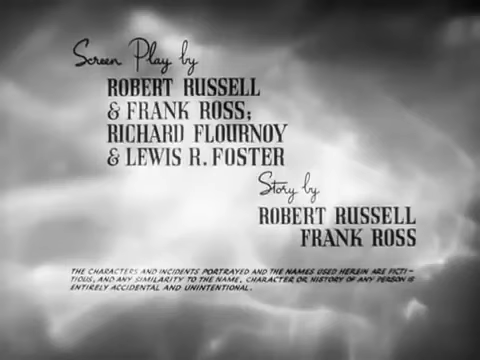 Screen Play by
ROBERT RUSSELL
& FRANK ROSS;
RICHARD FLOURNOY
& LEWIS R. FOSTER
Story by
ROBERT RUSSELL
FRANK ROSS
THE CHARACTERS AND INCIDENTS PORTRAYED AND THE NAMES USED HEREIN ARE FICTI-
TIOUS, AND ANY SIMILARITY TO THE NAME, CHARACTER OR HISTORY OF ANY PERSON IS
ENTIRELY ACCIDENTAL AND UNINTENTIONAL.